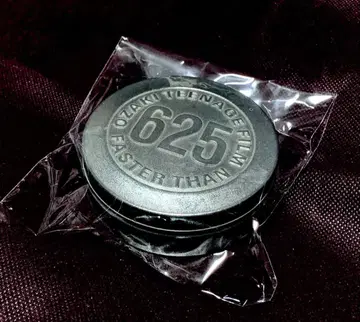 OZAKI TEENAGE FILM
625
FASTER THAN